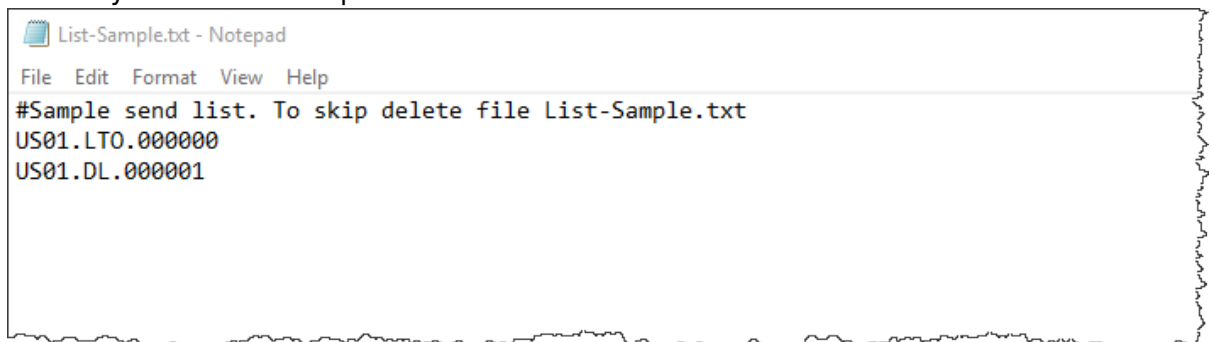 List-Sample.txt - Notepad
File Edit Format View Help
#Sample send list. To skip delete file List-Sample.txt
US01.LTO.000000
US01.DL.000001